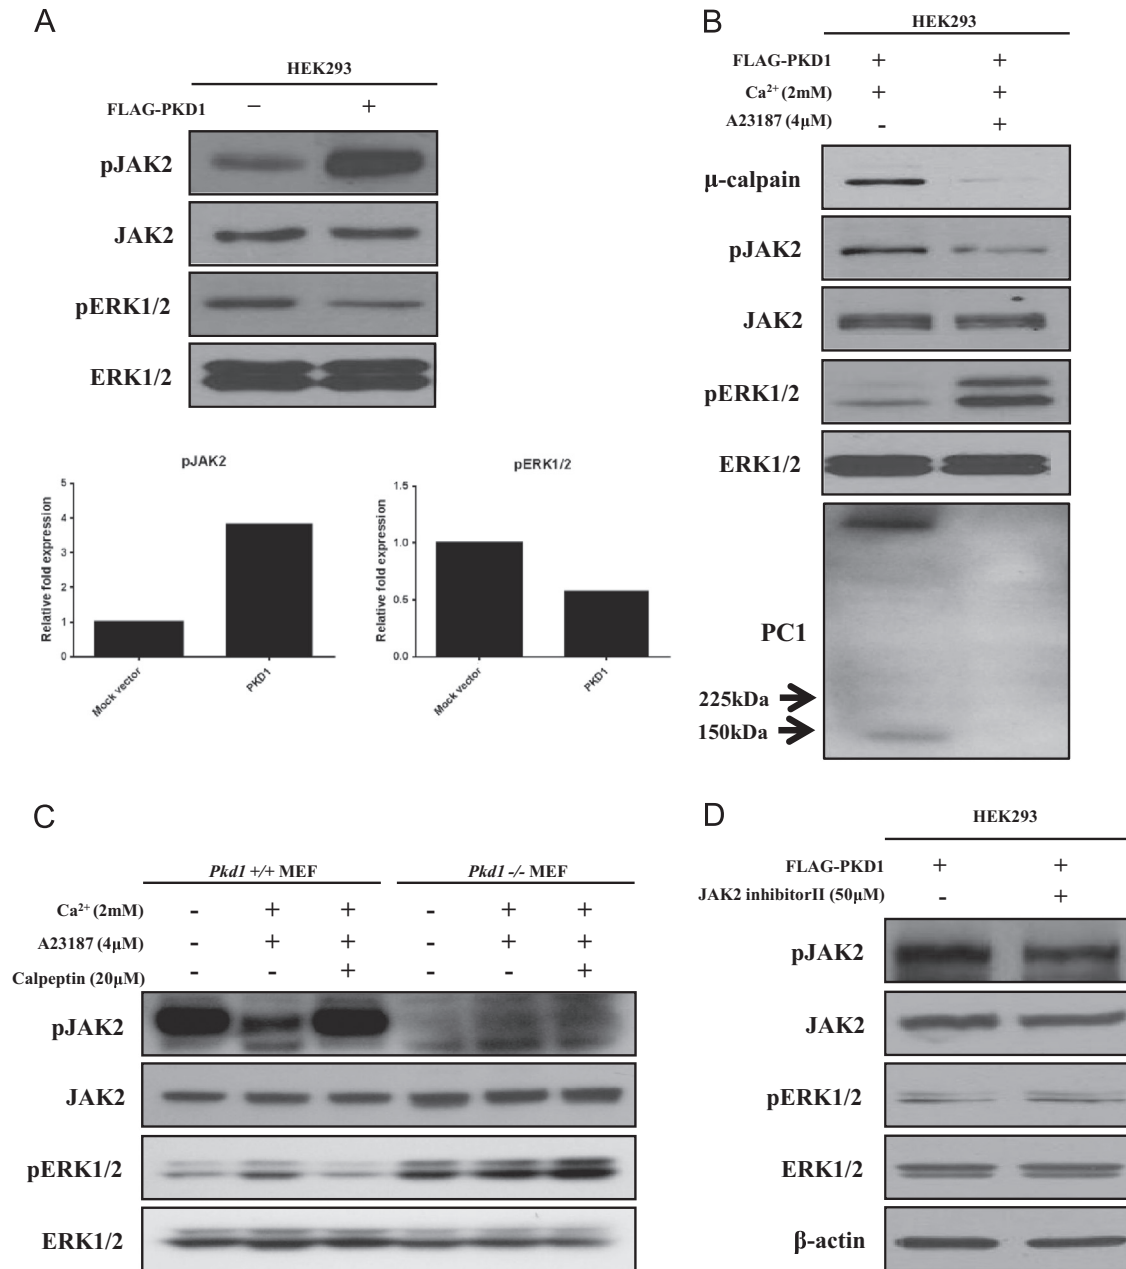 A
HEK293
FLAG-PKD1 − +
pJAK2
JAK2
pERK1/2
ERK1/2
pJAK2
Relative fold expression
5
4
3
2
1
0
Mock vector
PKD1
pERK1/2
Relative fold expression
1.5
1.0
0.5
0.0
Mock vector
PKD1
B
HEK293
FLAG-PKD1 + +
Ca²⁺ (2mM) + +
A23187 (4μM) - +
μ-calpain
pJAK2
JAK2
pERK1/2
ERK1/2
PC1
225kDa
150kDa
C
Pkd1 +/+ MEF Pkd1 -/- MEF
Ca²⁺ (2mM) - + + - + +
A23187 (4μM) - + + - + +
Calpeptin (20μM) - - + - - +
pJAK2
JAK2
pERK1/2
ERK1/2
D
HEK293
FLAG-PKD1 + +
JAK2 inhibitorII (50μM) - +
pJAK2
JAK2
pERK1/2
ERK1/2
β-actin